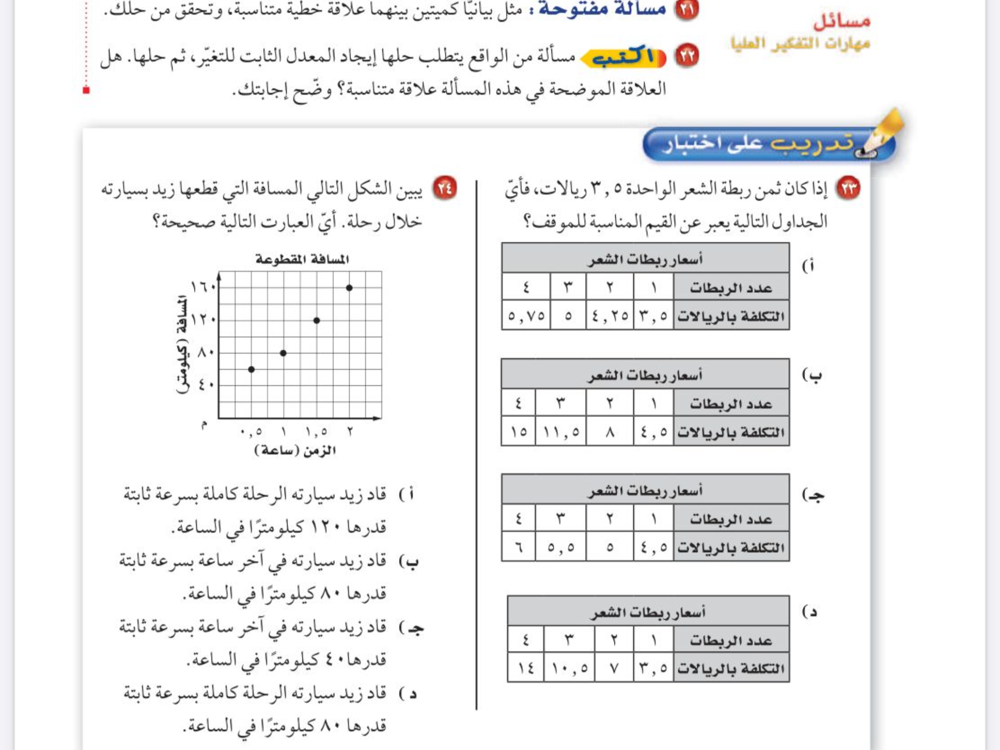 مسائل
مهارات التفكير العليا
٢١ مسألة مفتوحة : مثل بيانيًّا كميتين بينهما علاقة خطية متناسبة، وتحقق من حلك.
٢٢ اكتب مسألة من الواقع يتطلب حلها إيجاد المعدل الثابت للتغيّر، ثم حلها. هل
العلاقة الموضحة في هذه المسألة علاقة متناسبة؟ وضّح إجابتك.
تدريب على اختبار
٢٣ إذا كان ثمن ربطة الشعر الواحدة ٣,٥ ريالات، فأيّ
الجداول التالية يعبر عن القيم المناسبة للموقف؟
أ)
أسعار ربطات الشعر
عدد الربطات ١ ٢ ٣ ٤
التكلفة بالريالات ٣,٥ ٤,٢٥ ٥ ٥,٧٥
ب)
أسعار ربطات الشعر
عدد الربطات ١ ٢ ٣ ٤
التكلفة بالريالات ٤,٥ ٨ ١١,٥ ١٥
جـ)
أسعار ربطات الشعر
عدد الربطات ١ ٢ ٣ ٤
التكلفة بالريالات ٤,٥ ٥ ٥,٥ ٦
د)
أسعار ربطات الشعر
عدد الربطات ١ ٢ ٣ ٤
التكلفة بالريالات ٣,٥ ٧ ١٠,٥ ١٤
٢٤ يبين الشكل التالي المسافة التي قطعها زيد بسيارته
خلال رحلة. أيّ العبارت التالية صحيحة؟
المسافة المقطوعة
المسافة (كيلومتر)
١٦٠
١٢٠
٨٠
٤٠
م
٠,٥ ١ ١,٥ ٢
الزمن (ساعة)
أ) قاد زيد سيارته الرحلة كاملة بسرعة ثابتة
قدرها ١٢٠ كيلومترًا في الساعة.
ب) قاد زيد سيارته في آخر ساعة بسرعة ثابتة
قدرها ٨٠ كيلومترًا في الساعة.
جـ) قاد زيد سيارته في آخر ساعة بسرعة ثابتة
قدرها٤٠ كيلومترًا في الساعة.
د) قاد زيد سيارته الرحلة كاملة بسرعة ثابتة
قدرها ٨٠ كيلومترًا في الساعة.